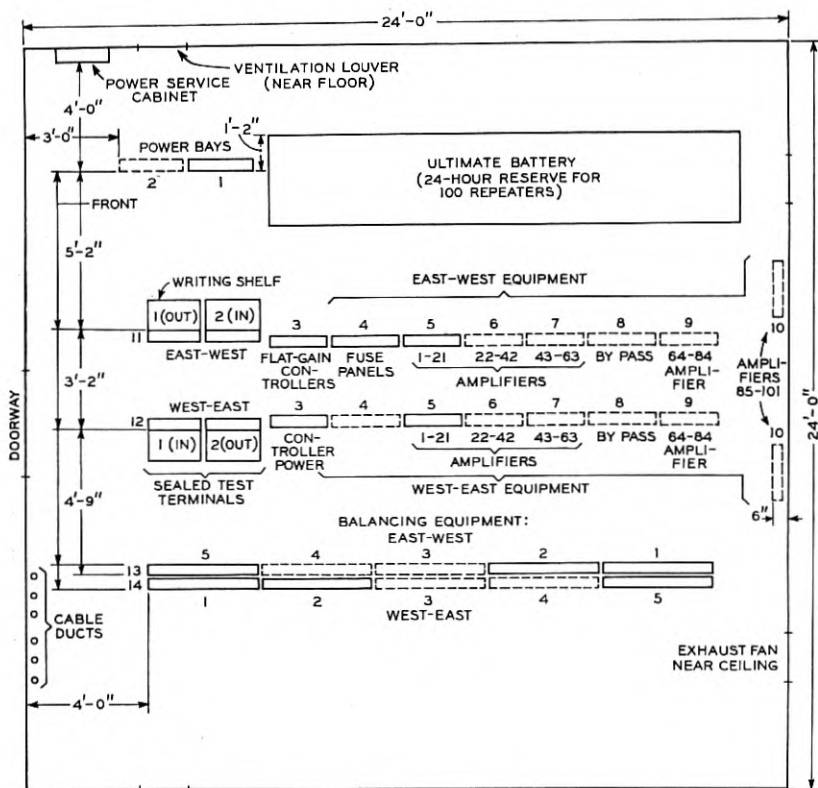 24'-0"
POWER SERVICE
CABINET
VENTILATION LOUVER
(NEAR FLOOR)
4'-0"
3'-0"
1'-2"
POWER BAYS
2
1
ULTIMATE BATTERY
(24-HOUR RESERVE FOR
100 REPEATERS)
FRONT
5'-2"
WRITING SHELF
EAST-WEST EQUIPMENT
1(OUT) 2(IN)
11
EAST-WEST
3 4 5 6 7 8 9
FLAT-GAIN
CON-
TROLLERS
FUSE
PANELS
1-21 22-42 43-63
AMPLIFIERS
BY PASS
64-84
AMPLI-
FIER
10
AMPLI-
FIERS
85-101
10
3'-2"
24'-0"
DOORWAY
WEST-EAST
12
1(IN) 2(OUT)
SEALED TEST
TERMINALS
3 4 5 6 7 8 9
CON-
TROLLER
POWER
1-21 22-42 43-63
AMPLIFIERS
BY PASS
64-84
AMPLI-
FIER
WEST-EAST EQUIPMENT
6"
4'-9"
BALANCING EQUIPMENT:
EAST-WEST
5 4 3 2 1
13
14
1 2 3 4 5
WEST-EAST
CABLE
DUCTS
4'-0"
EXHAUST FAN
NEAR CEILING